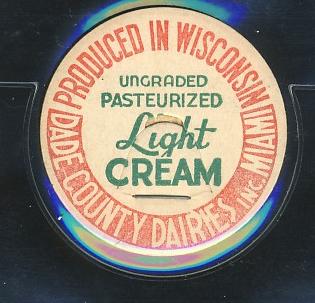 PRODUCED IN WISCONSIN
UNGRADED
PASTEURIZED
Light
CREAM
DADE COUNTY DAIRIES INC. MIAMI